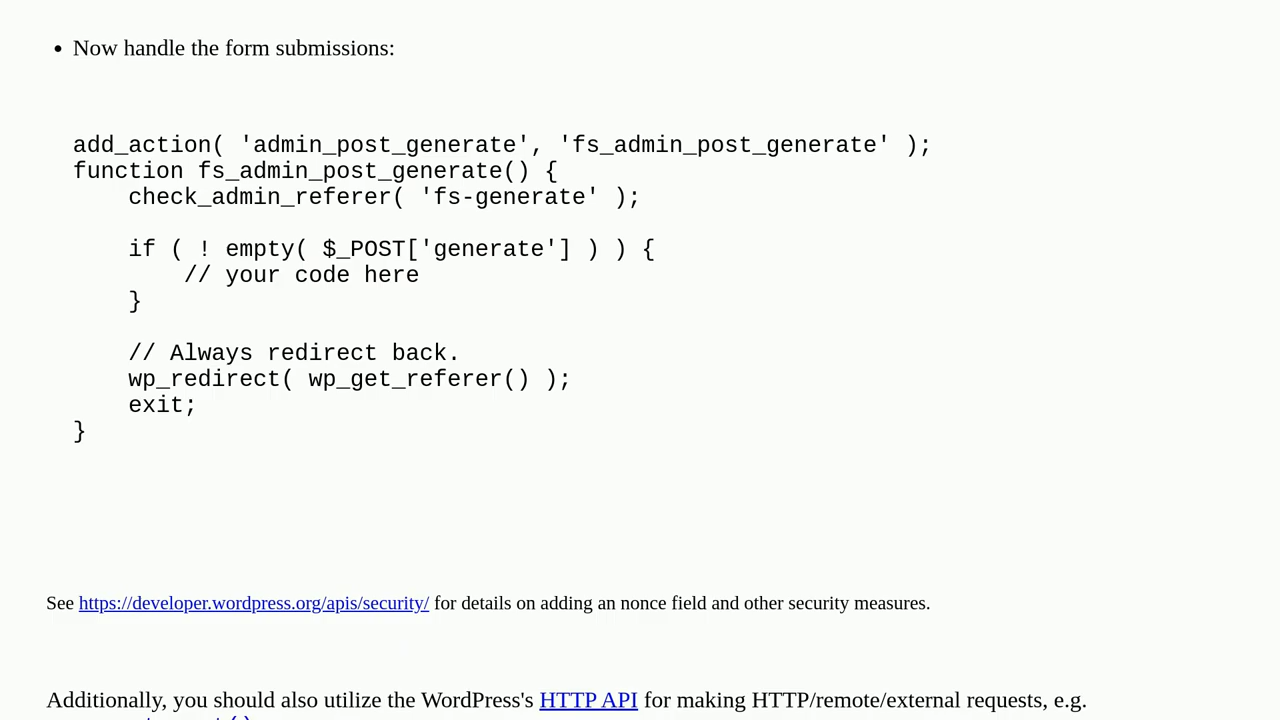 • Now handle the form submissions:
add_action( 'admin_post_generate', 'fs_admin_post_generate' );
function fs_admin_post_generate() {
    check_admin_referer( 'fs-generate' );
    if ( ! empty( $_POST['generate'] ) ) {
        // your code here
    }
    // Always redirect back.
    wp_redirect( wp_get_referer() );
    exit;
}
See https://developer.wordpress.org/apis/security/ for details on adding an nonce field and other security measures.
Additionally, you should also utilize the WordPress's HTTP API for making HTTP/remote/external requests, e.g.